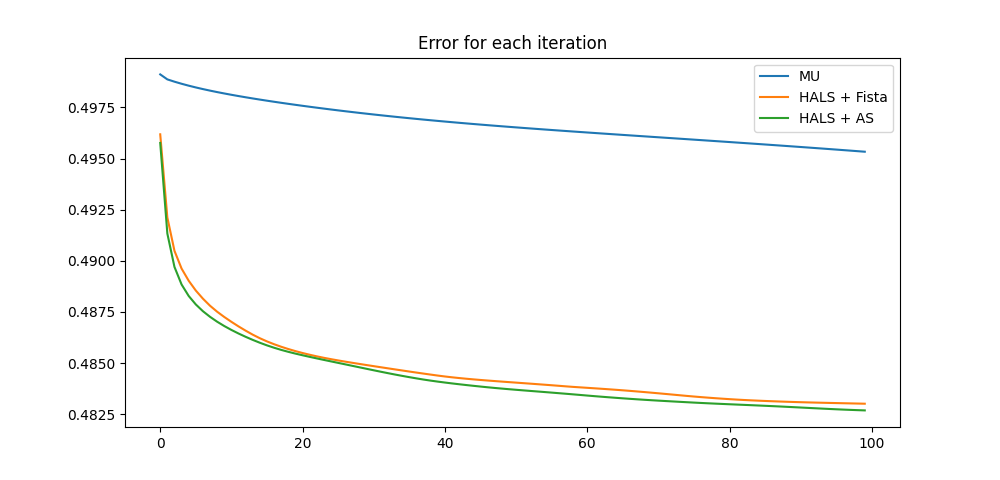 Error for each iteration
MU
HALS + Fista
HALS + AS
0.4975
0.4950
0.4925
0.4900
0.4875
0.4850
0.4825
0 20 40 60 80 100